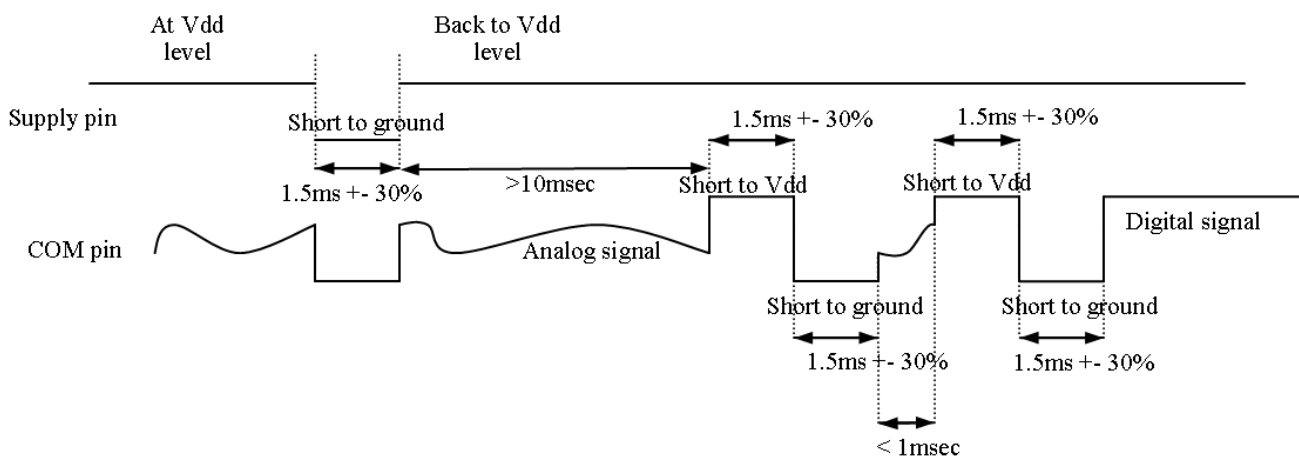 At Vdd
level
Back to Vdd
level
Supply pin
Short to ground
1.5ms +- 30%
1.5ms +- 30%
1.5ms +- 30%
>10msec
Short to Vdd
Short to Vdd
COM pin
Analog signal
Digital signal
Short to ground
Short to ground
1.5ms +- 30%
1.5ms +- 30%
< 1msec